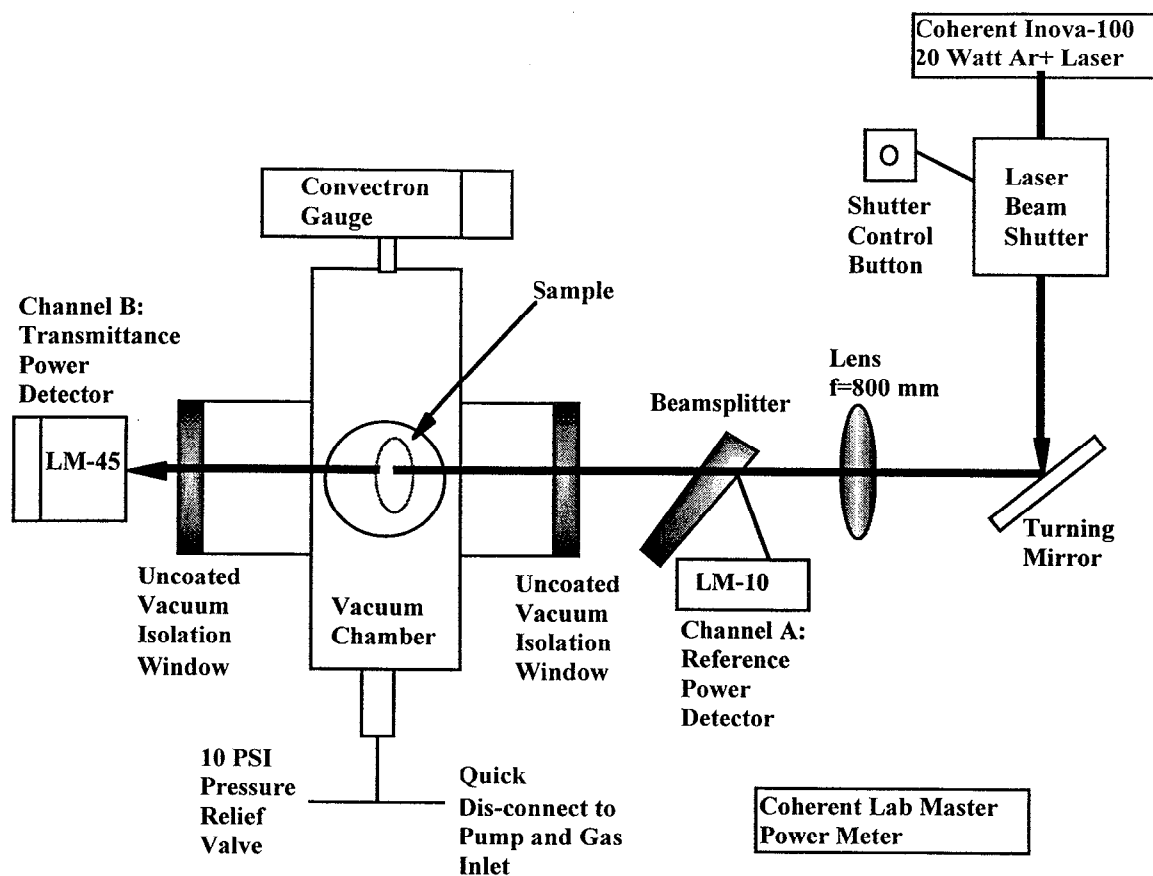 Coherent Inova-100
20 Watt Ar+ Laser
Laser
Beam
Shutter
Shutter
Control
Button
Convectron
Gauge
Sample
Channel B:
Transmittance
Power
Detector
LM-45
Lens
f=800 mm
Beamsplitter
Turning
Mirror
LM-10
Channel A:
Reference
Power
Detector
Uncoated
Vacuum
Isolation
Window
Vacuum
Chamber
Uncoated
Vacuum
Isolation
Window
10 PSI
Pressure
Relief
Valve
Quick
Dis-connect to
Pump and Gas
Inlet
Coherent Lab Master
Power Meter